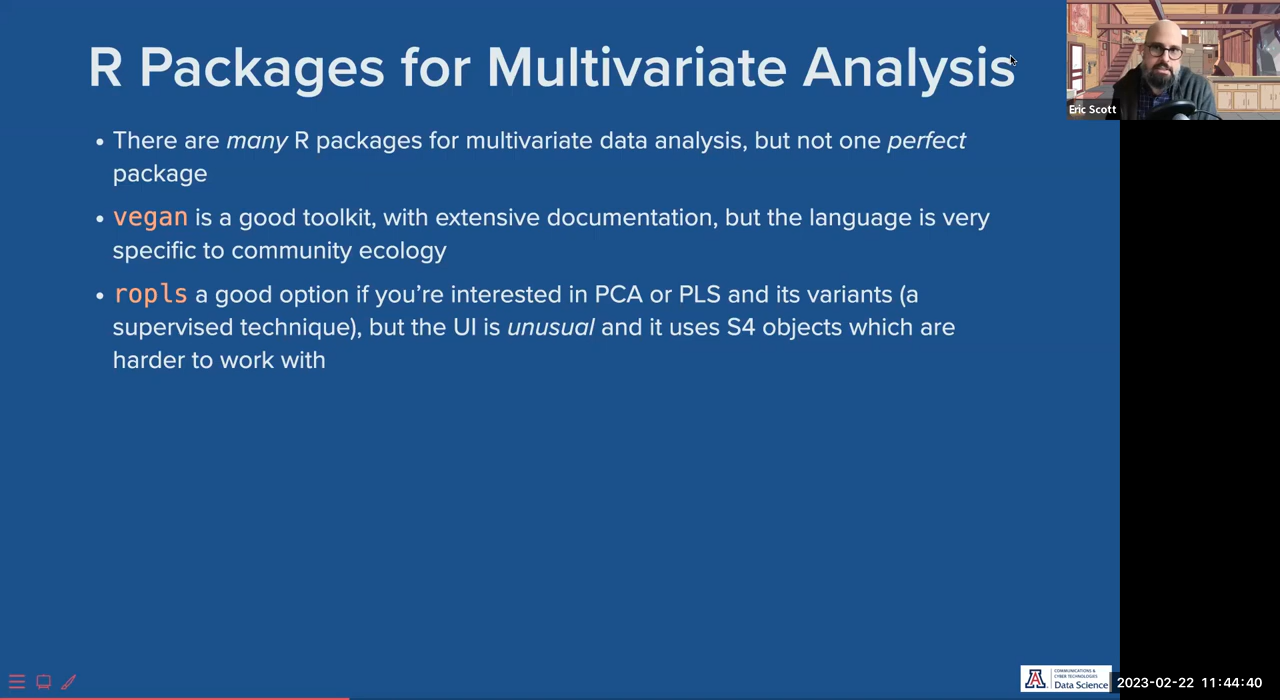 R Packages for Multivariate Analysis
Eric Scott
• There are many R packages for multivariate data analysis, but not one perfect
package
• vegan is a good toolkit, with extensive documentation, but the language is very
specific to community ecology
• ropls a good option if you’re interested in PCA or PLS and its variants (a
supervised technique), but the UI is unusual and it uses S4 objects which are
harder to work with
COMMUNICATIONS &
CYBER TECHNOLOGIES
Data Science
2023-02-22 11:44:40